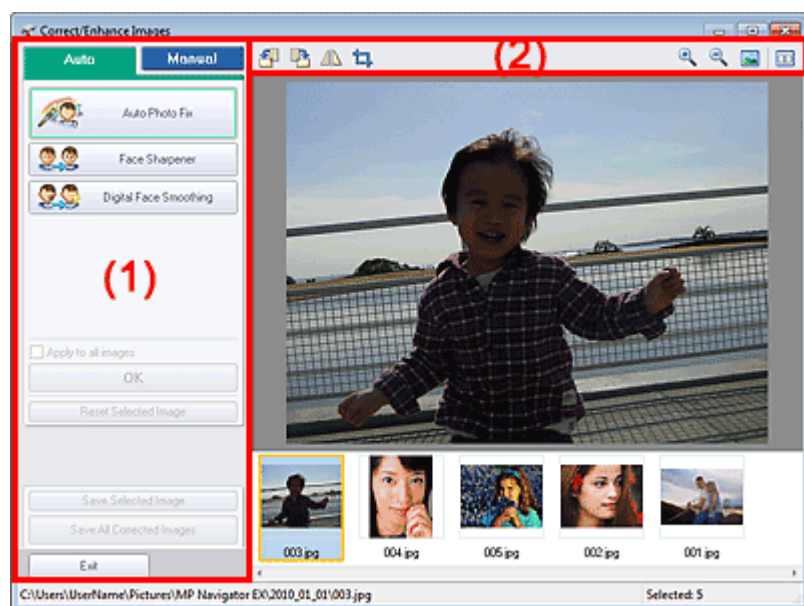 Correct/Enhance Images
Auto
Manual
(2)
Auto Photo Fix
Face Sharpener
Digital Face Smoothing
(1)
Apply to all images
OK
Reset Selected Image
Save Selected Image
Save All Corrected Images
Exit
003.jpg
004.jpg
005.jpg
002.jpg
001.jpg
C:\Users\UserName\Pictures\MP Navigator EX\2010_01_01\003.jpg
Selected: 5